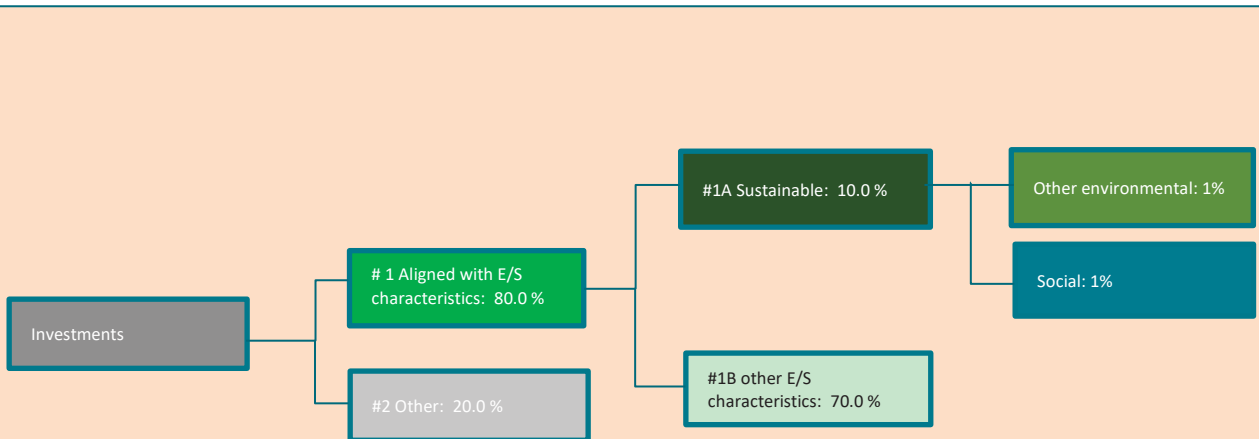 Investments
# 1 Aligned with E/S
characteristics: 80.0 %
#2 Other: 20.0 %
#1A Sustainable: 10.0 %
#1B other E/S
characteristics: 70.0 %
Other environmental: 1%
Social: 1%